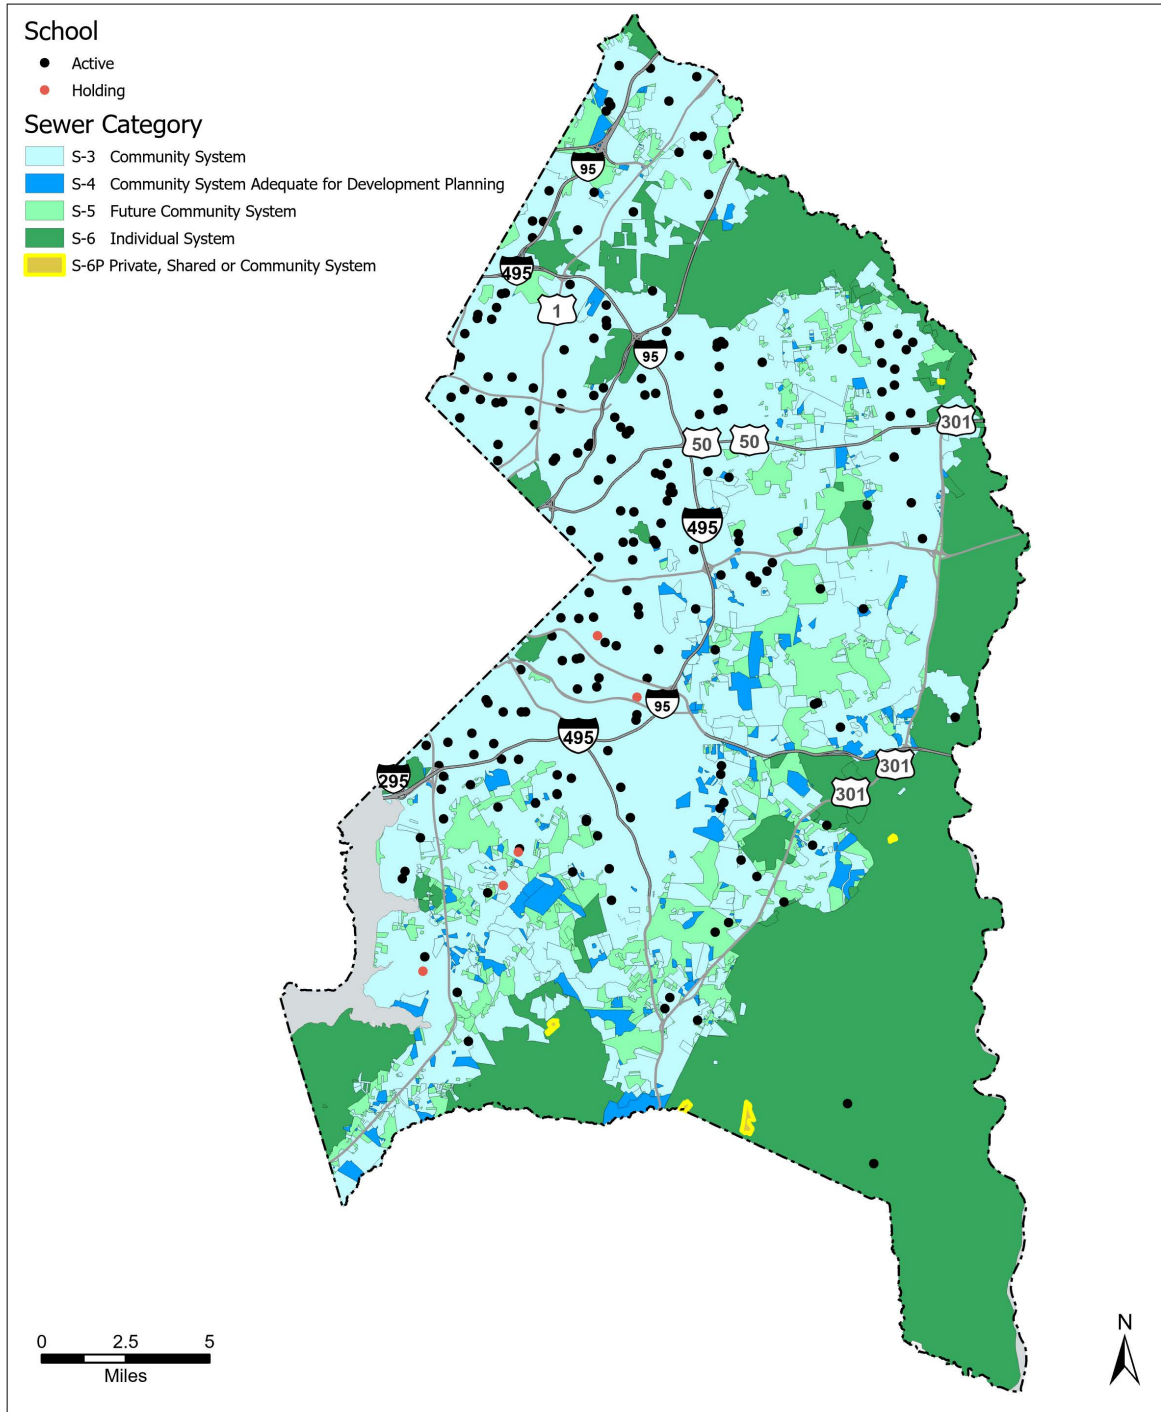 School
Active
Holding
Sewer Category
S-3 Community System
S-4 Community System Adequate for Development Planning
S-5 Future Community System
S-6 Individual System
S-6P Private, Shared or Community System
95
495
1
95
301
50 50
495
95
495
301
295
301
0 2.5 5
Miles
N